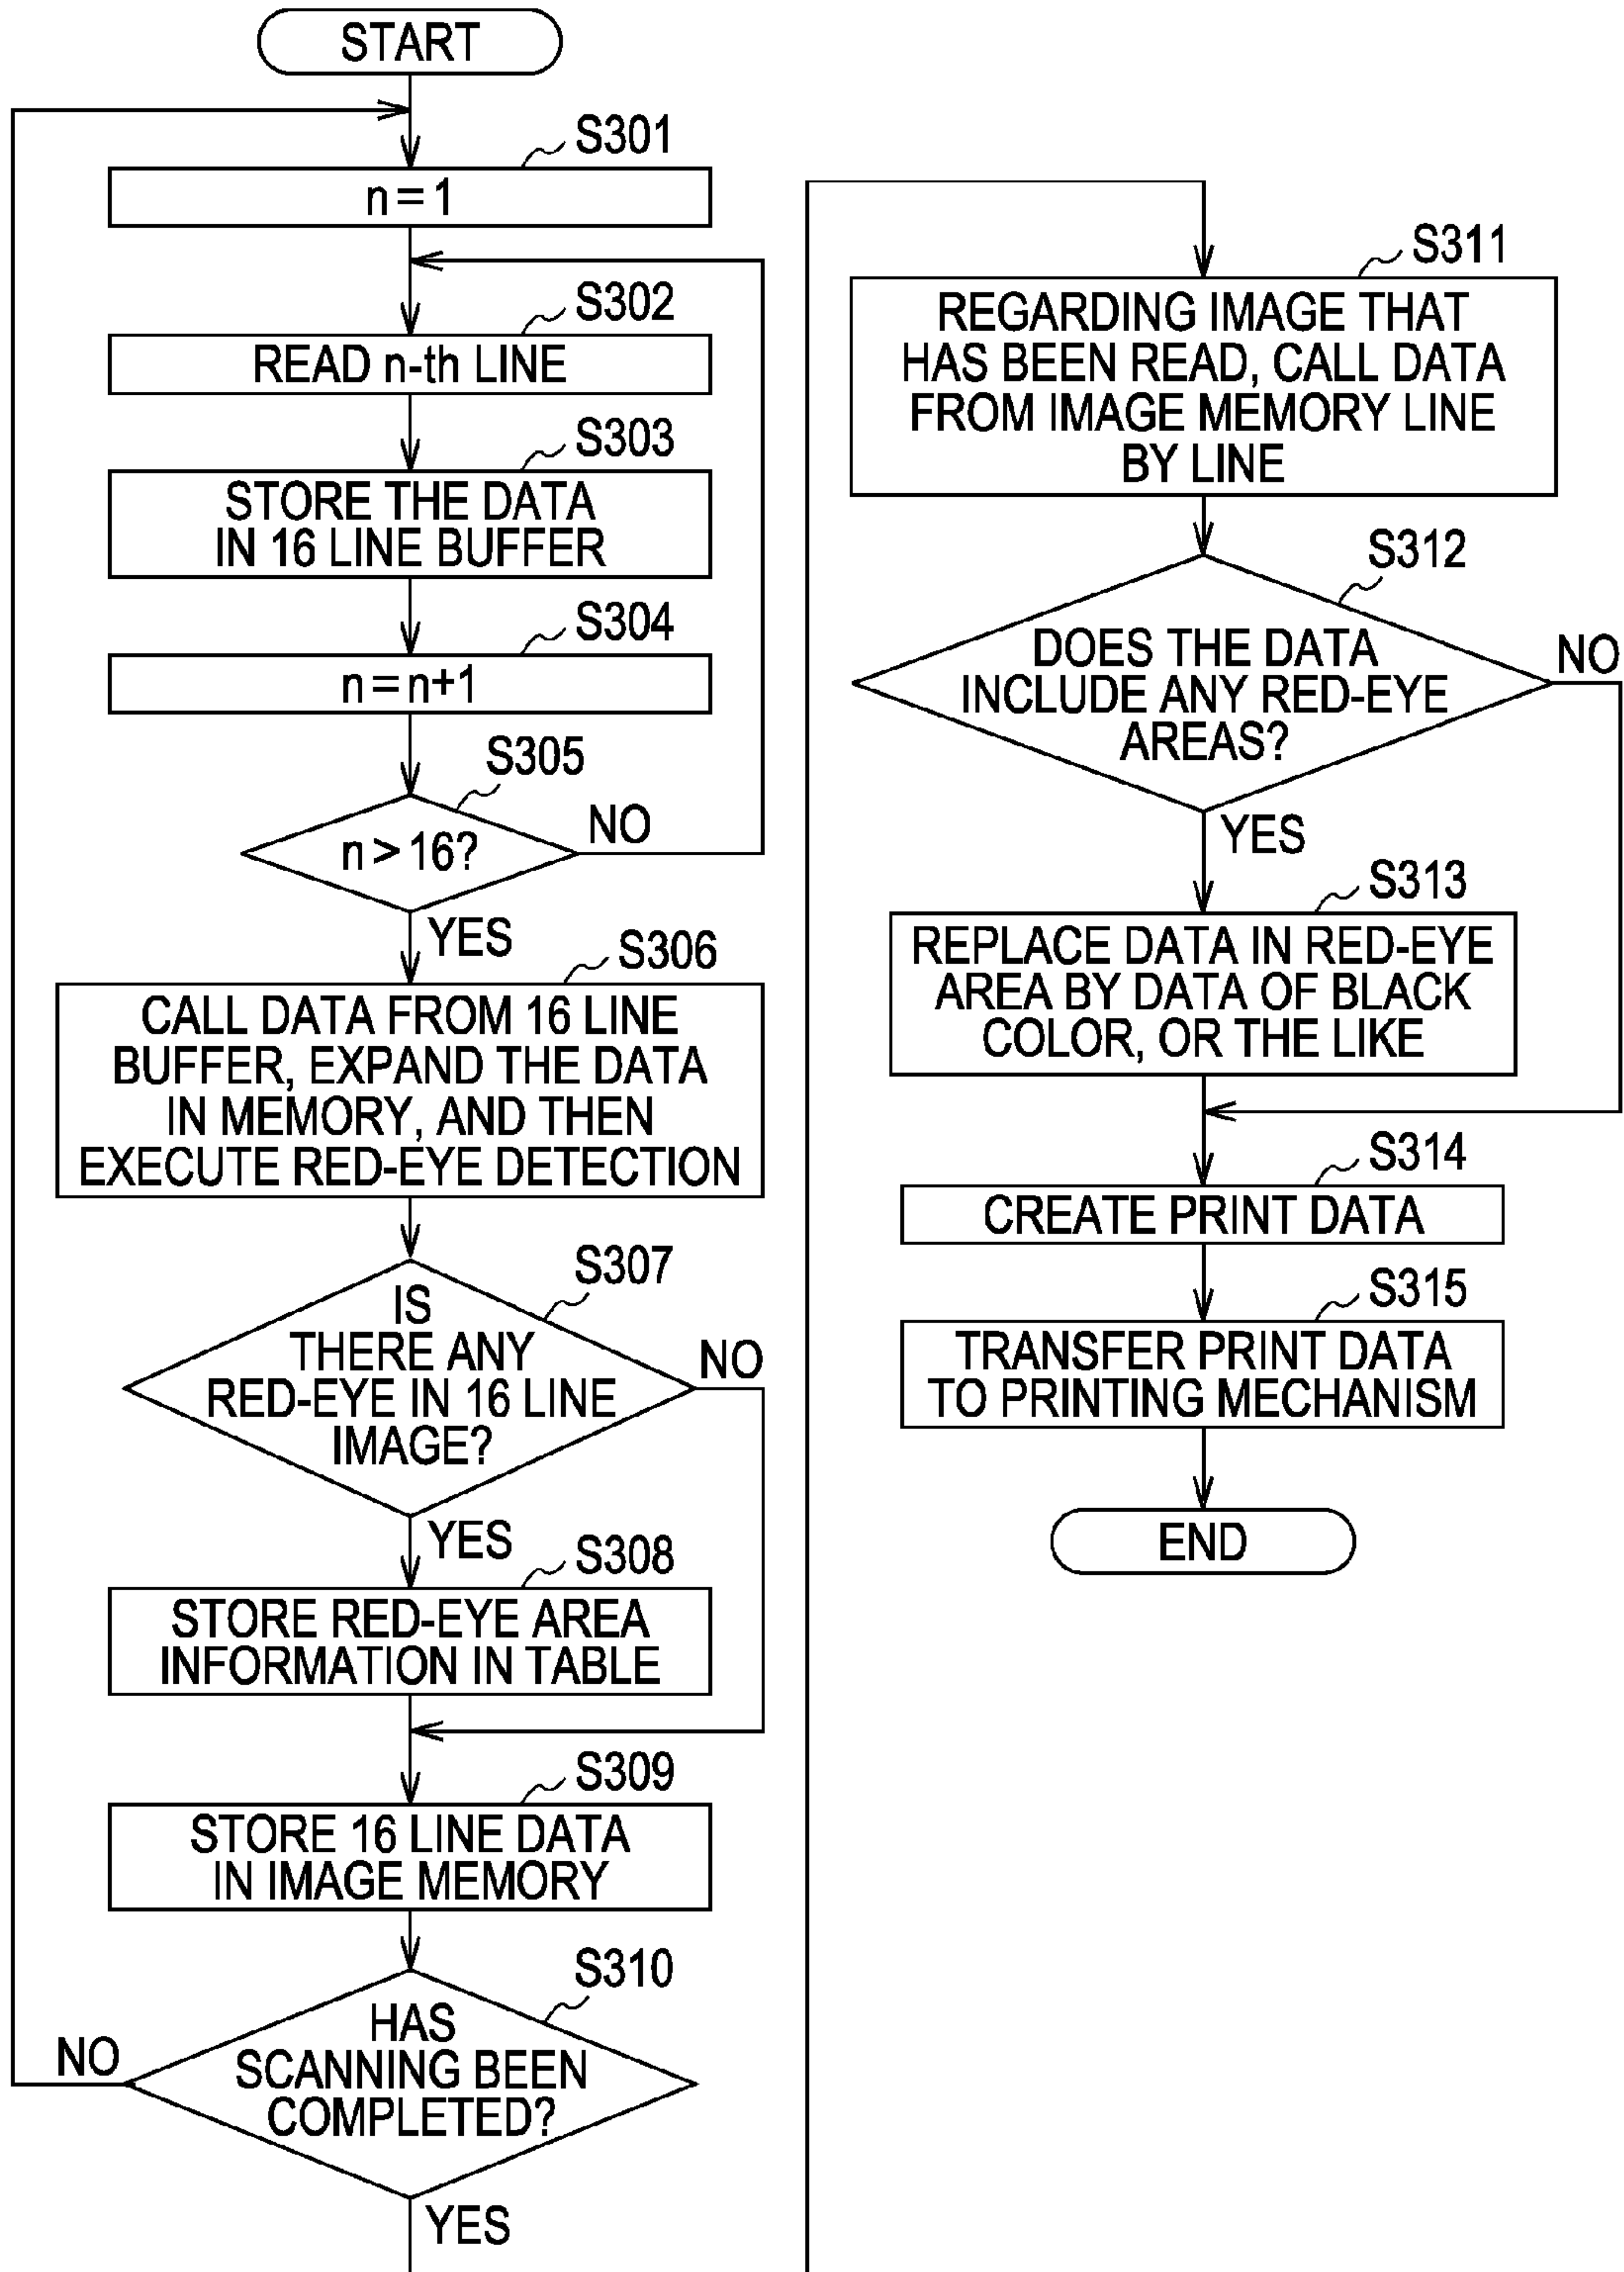 START
S301
n = 1
S302
READ n-th LINE
S303
STORE THE DATA
IN 16 LINE BUFFER
S304
n = n+1
S305
n > 16?
NO
YES
S306
CALL DATA FROM 16 LINE
BUFFER, EXPAND THE DATA
IN MEMORY, AND THEN
EXECUTE RED-EYE DETECTION
S307
IS
THERE ANY
RED-EYE IN 16 LINE
IMAGE?
NO
YES
S308
STORE RED-EYE AREA
INFORMATION IN TABLE
S309
STORE 16 LINE DATA
IN IMAGE MEMORY
S310
HAS
SCANNING BEEN
COMPLETED?
NO
YES
S311
REGARDING IMAGE THAT
HAS BEEN READ, CALL DATA
FROM IMAGE MEMORY LINE
BY LINE
S312
DOES THE DATA
INCLUDE ANY RED-EYE
AREAS?
NO
YES
S313
REPLACE DATA IN RED-EYE
AREA BY DATA OF BLACK
COLOR, OR THE LIKE
S314
CREATE PRINT DATA
S315
TRANSFER PRINT DATA
TO PRINTING MECHANISM
END